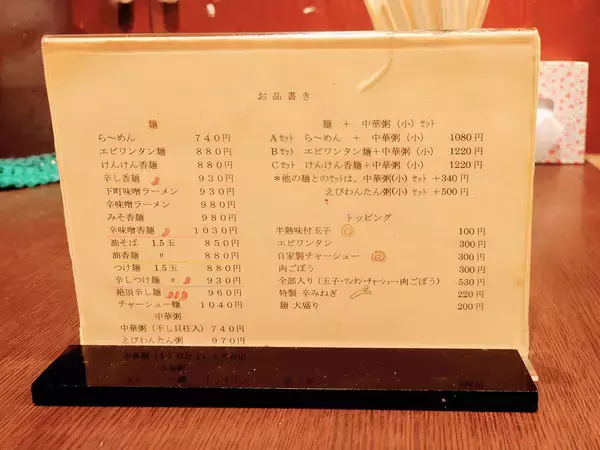 お品書き
麺
ら〜めん 740円
エビワンタン麺 880円
けんけん香麺 880円
辛し香麺 930円
下町味噌ラーメン 930円
辛味噌ラーメン 980円
みそ香麺 980円
辛味噌香麺 1030円
油そば 1.5玉 850円
油香麺 〃 880円
つけ麺 1.5玉 880円
辛しつけ麺 〃 930円
絶頂辛し麺 960円
チャーシュー麺 1040円
中華粥
中華粥(干し貝柱入) 740円
えびわんたん粥 970円
麺 + 中華粥(小) セット
Aセット ら〜めん + 中華粥(小) 1080円
Bセット エビワンタン麺+中華粥(小) 1220円
Cセット けんけん香麺+中華粥(小) 1220円
*他の麺とのセットは、中華粥(小)セット+340円
えびわんたん粥(小)セット+500円
トッピング
半熟味付玉子 100円
エビワンタン 300円
自家製チャーシュー 300円
肉ごぼう 300円
全部入り(玉子・ワンタン・チャーシュー・肉ごぼう) 530円
特製 辛みねぎ 220円
麺 大盛り 200円